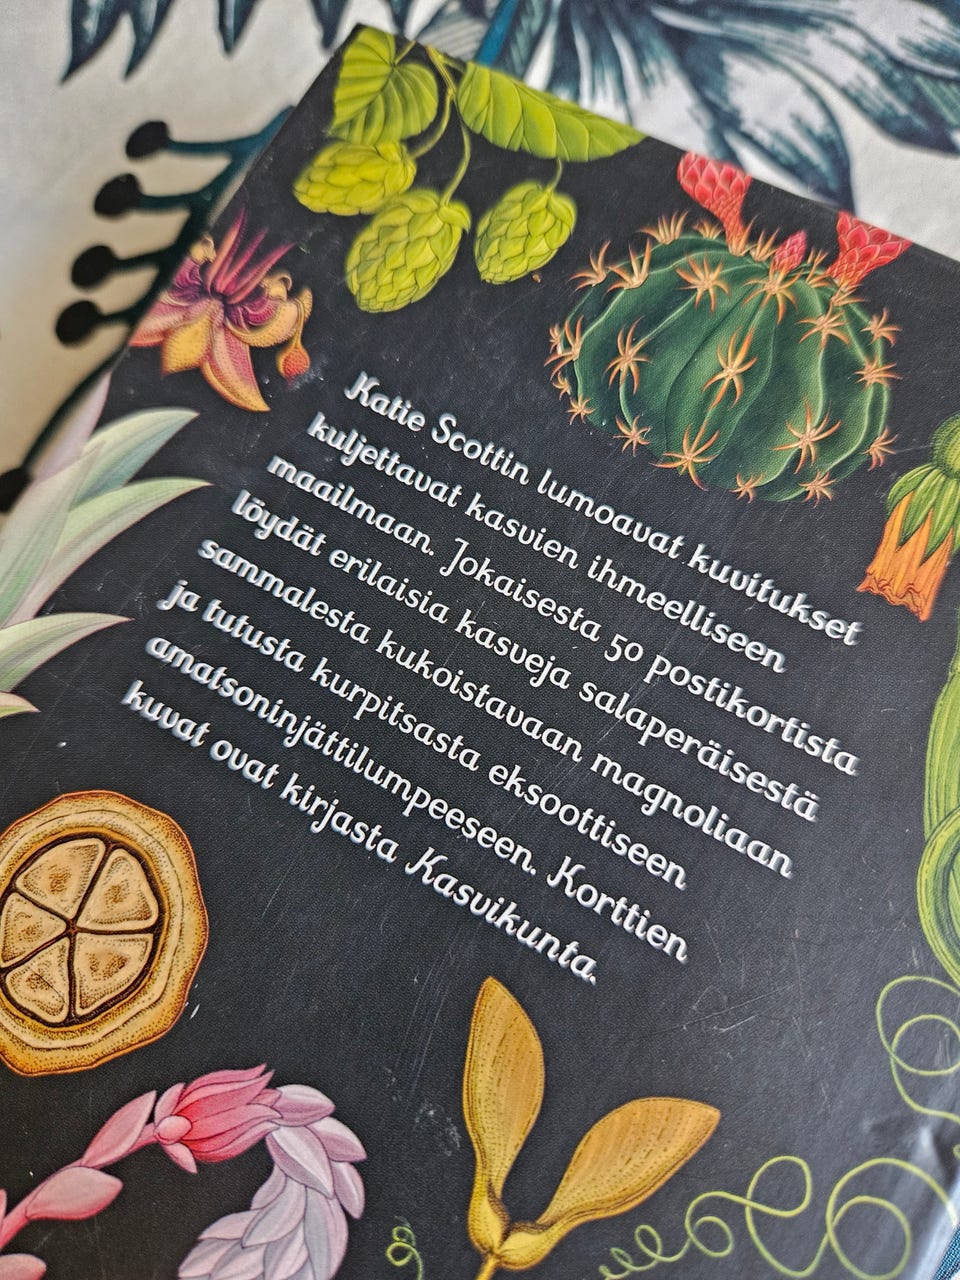 Katie Scottin lumoavat kuvitukset
kuljettavat kasvien ihmeelliseen
maailmaan. Jokaisesta 50 postikortista
löydät erilaisia kasveja salaperäisestä
sammalesta kukoistavaan magnoliaan
ja tutusta kurpitsasta eksoottiseen
amatsoninjättilumpeeseen. Korttien
kuvat ovat kirjasta Kasvikunta.